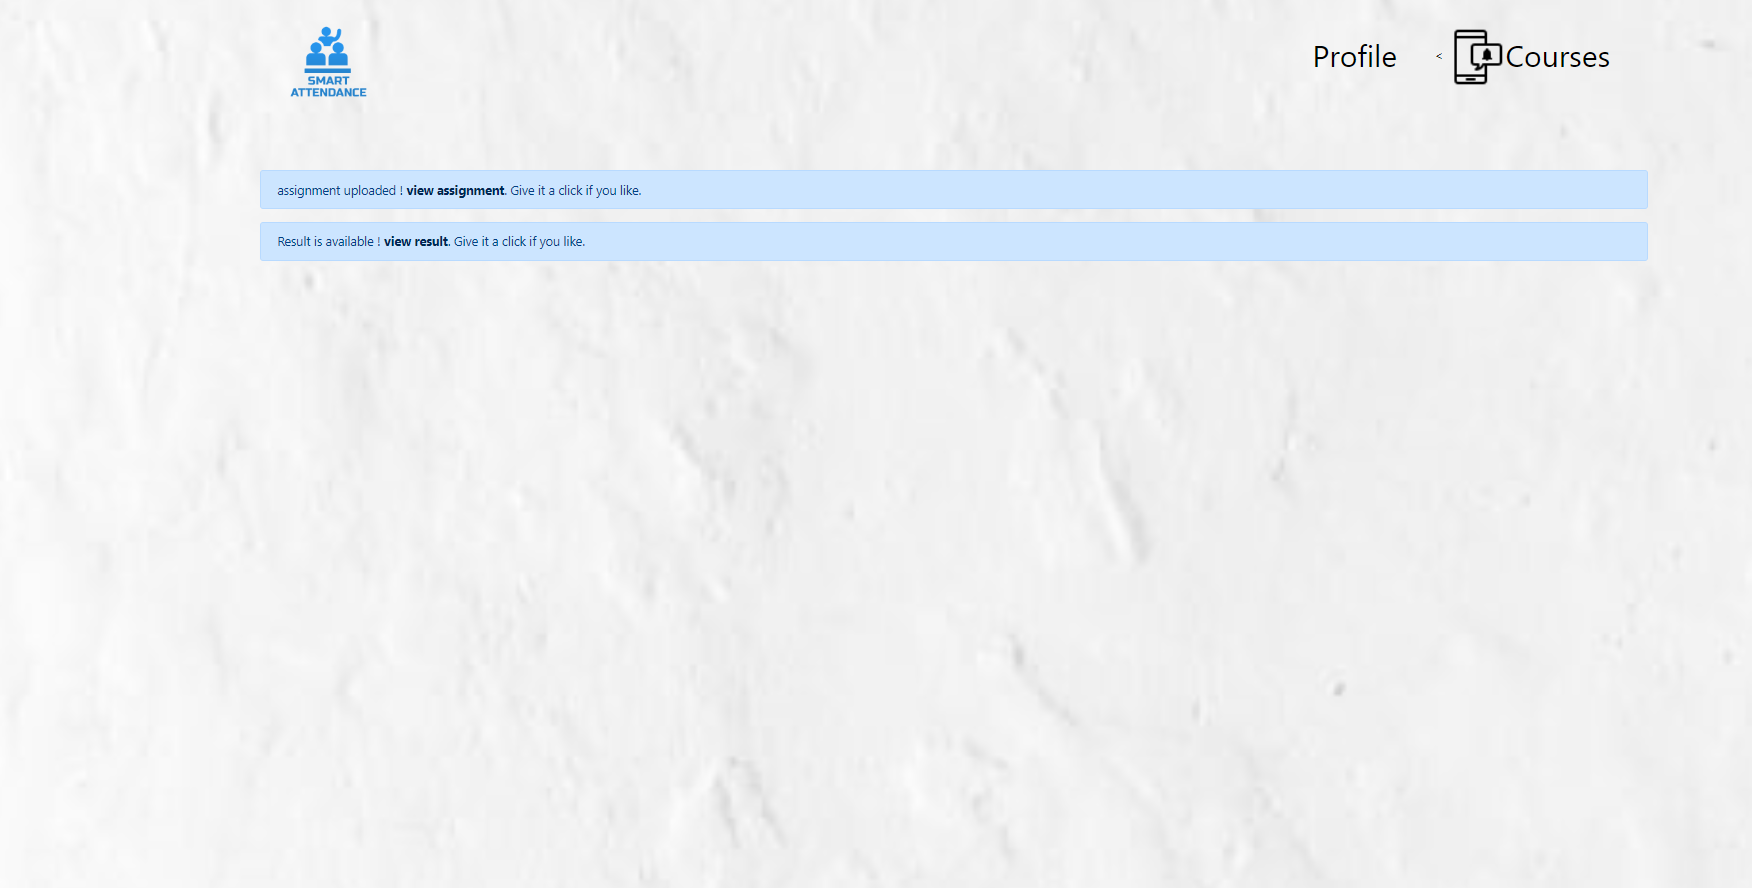 SMART
ATTENDANCE
Profile < Courses
assignment uploaded ! view assignment. Give it a click if you like.
Result is available ! view result. Give it a click if you like.